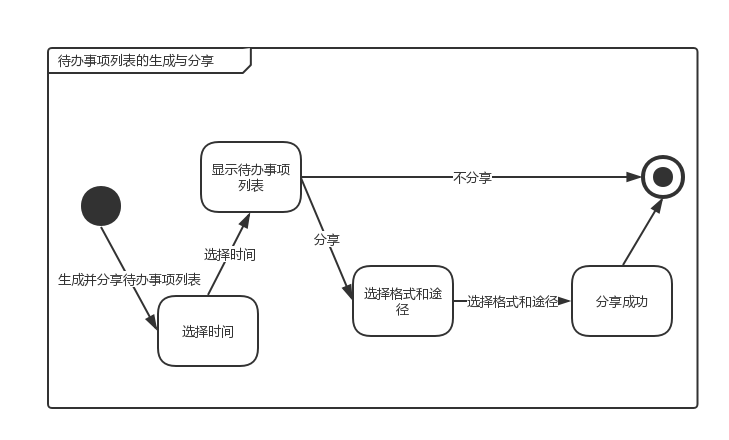 待办事项列表的生成与分享
显示待办事项
列表
不分享
选择时间
分享
生成并分享待办事项列表
选择时间
选择格式和途
径
选择格式和途径
分享成功